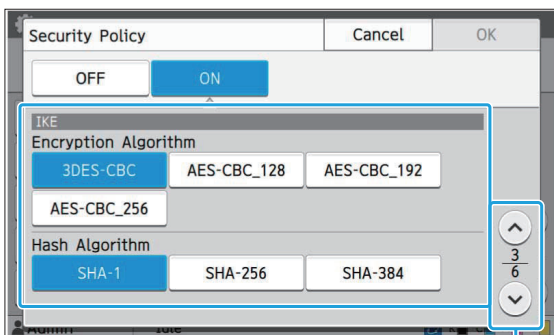 Security Policy Cancel OK
OFF ON
IKE
Encryption Algorithm
3DES-CBC AES-CBC_128 AES-CBC_192
AES-CBC_256
Hash Algorithm
3
6
SHA-1 SHA-256 SHA-384
Admin Idle